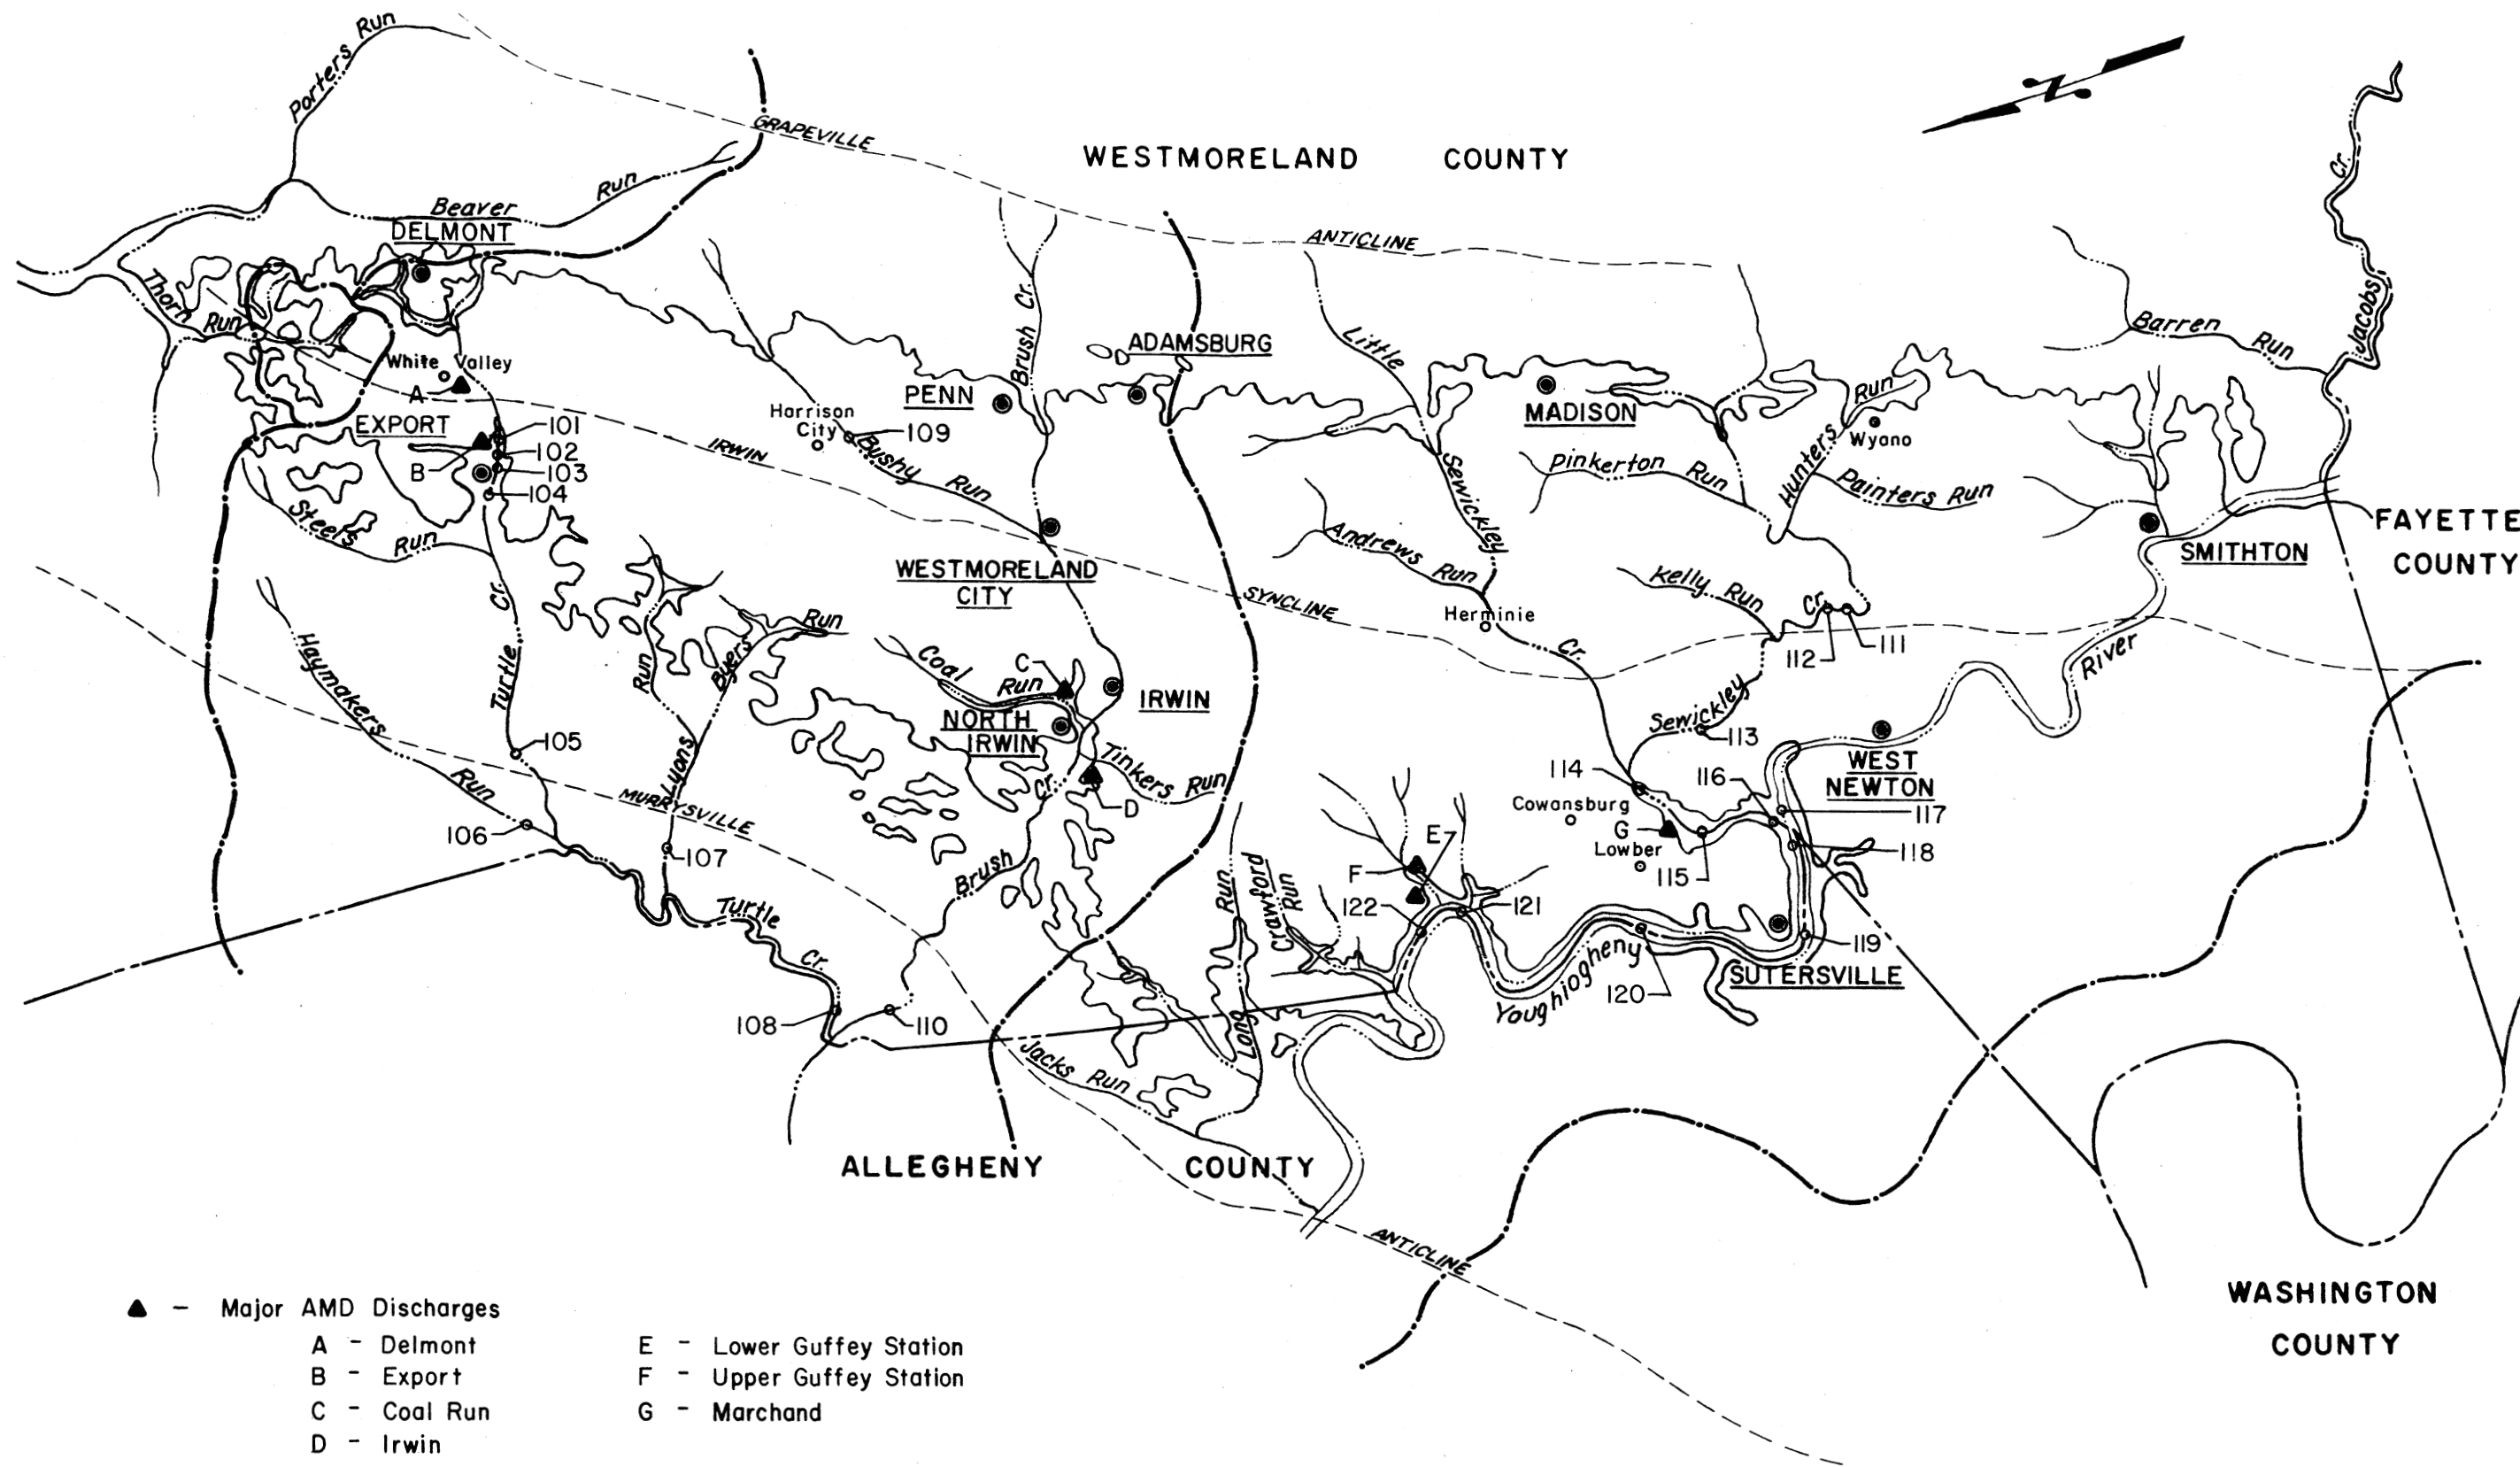 Porters Run
GRAPEVILLE
WESTMORELAND COUNTY
N
Cr.
Beaver Run
DELMONT
ANTICLINE
Thorn Run
Brush Cr.
Little
Jacobs
Barren Run
ADAMSBURG
White Valley
A
PENN
MADISON
Run
Harrison
City
109
EXPORT
101
102
103
104
B
IRWIN
Bushy Run
Sewickley
Pinkerton Run
Hunters
Wyano
Painters Run
Steels Run
Andrews Run
FAYETTE
COUNTY
SMITHTON
WESTMORELAND
CITY
SYNCLINE
Kelly Run
Cr.
Herminie
112
111
Cr.
Turtle Cr.
Haymakers Run
Run
Byers Run
Coal Run
C
IRWIN
NORTH
IRWIN
Cr.
River
Sewickley
113
105
Lyons
Tinkers Run
D
Cr.
114
116
WEST
NEWTON
Cowansburg
117
G
Lowber
118
115
MURRYSVILLE
106
107
E
F
Brush
Crawford
Run
Run
122
121
Turtle
Cr.
119
SUTERSVILLE
Youghiogheny
120
108
110
Long
Jacks Run
ALLEGHENY COUNTY
ANTICLINE
WASHINGTON
COUNTY
– Major AMD Discharges
A – Delmont
B – Export
C – Coal Run
D – Irwin
E – Lower Guffey Station
F – Upper Guffey Station
G – Marchand